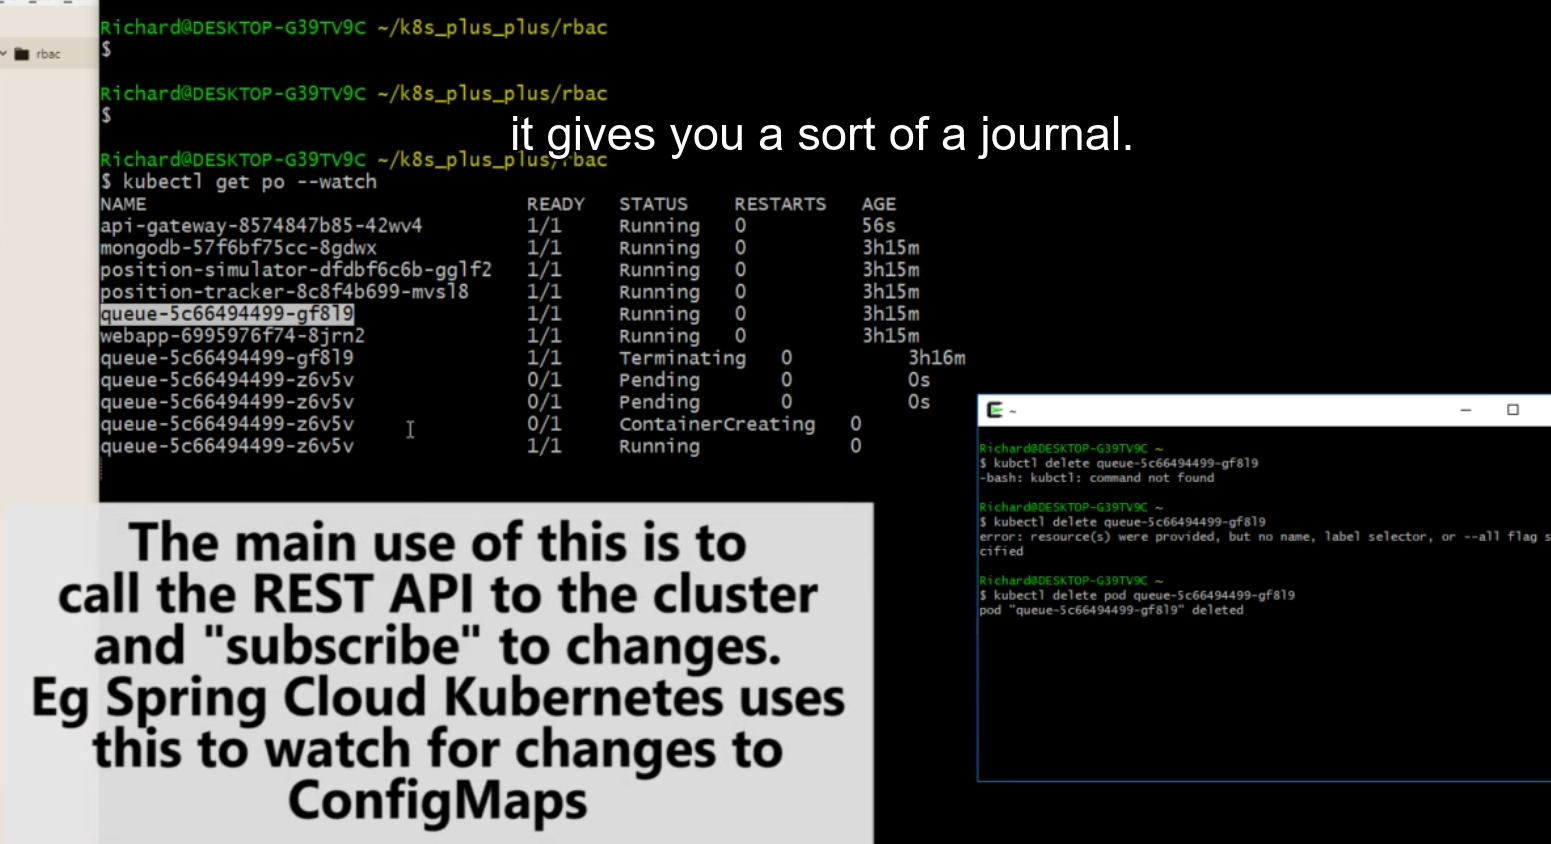 rbac
Richard@DESKTOP-G39TV9C ~/k8s_plus_plus/rbac
$
Richard@DESKTOP-G39TV9C ~/k8s_plus_plus/rbac
$
it gives you a sort of a journal.
Richard@DESKTOP-G39TV9C ~/k8s_plus_plus/rbac
$ kubectl get po --watch
NAME READY STATUS RESTARTS AGE
api-gateway-8574847b85-42wv4 1/1 Running 0 56s
mongodb-57f6bf75cc-8gdwx 1/1 Running 0 3h15m
position-simulator-dfdbf6c6b-gglf2 1/1 Running 0 3h15m
position-tracker-8c8f4b699-mvsl8 1/1 Running 0 3h15m
queue-5c66494499-gf8l9 1/1 Running 0 3h15m
webapp-6995976f74-8jrn2 1/1 Running 0 3h15m
queue-5c66494499-gf8l9 1/1 Terminating 0 3h16m
queue-5c66494499-z6v5v 0/1 Pending 0 0s
queue-5c66494499-z6v5v 0/1 Pending 0 0s
queue-5c66494499-z6v5v 0/1 ContainerCreating 0
queue-5c66494499-z6v5v 1/1 Running 0
~
Richard@DESKTOP-G39TV9C ~
$ kubctl delete queue-5c66494499-gf8l9
-bash: kubctl: command not found
Richard@DESKTOP-G39TV9C ~
$ kubectl delete queue-5c66494499-gf8l9
error: resource(s) were provided, but no name, label selector, or --all flag s
cified
Richard@DESKTOP-G39TV9C ~
$ kubectl delete pod queue-5c66494499-gf8l9
pod "queue-5c66494499-gf8l9" deleted
The main use of this is to
call the REST API to the cluster
and "subscribe" to changes.
Eg Spring Cloud Kubernetes uses
this to watch for changes to
ConfigMaps